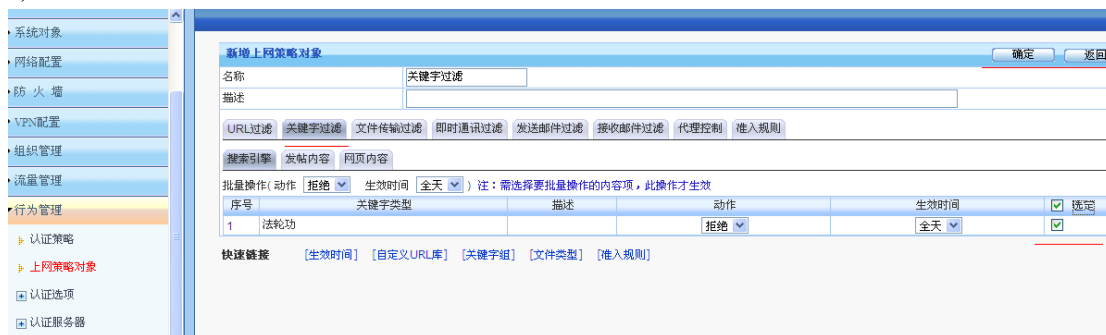 系统对象
网络配置
防 火 墙
VPN配置
组织管理
流量管理
行为管理
认证策略
上网策略对象
认证选项
认证服务器
新增上网策略对象 确定 返回
名称 关键字过滤
描述
URL过滤 关键字过滤 文件传输过滤 即时通讯过滤 发送邮件过滤 接收邮件过滤 代理控制 准入规则
搜索引擎 发帖内容 网页内容
批量操作(动作 拒绝 生效时间 全天 ) 注：需选择要批量操作的内容项，此操作才生效
序号 关键字类型 描述 动作 生效时间 选定
1 法轮功 拒绝 全天
快速链接 [生效时间] [自定义URL库] [关键字组] [文件类型] [准入规则]